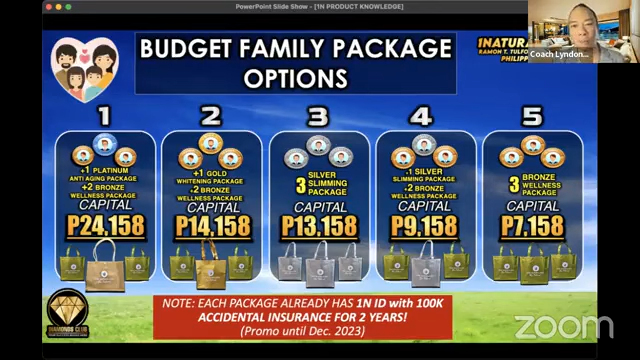 PowerPoint Slide Show - [1N PRODUCT KNOWLEDGE]
BUDGET FAMILY PACKAGE
OPTIONS
1NATURA
RAMON T. TULFO
PHILIPP
Coach Lyndon...
1
+1 PLATINUM
ANTI AGING PACKAGE
+2 BRONZE
WELLNESS PACKAGE
CAPITAL
P24,158
2
+1 GOLD
WHITENING PACKAGE
+2 BRONZE
WELLNESS PACKAGE
CAPITAL
P14,158
3
3 SILVER
SLIMMING
PACKAGE
CAPITAL
P13,158
4
+1 SILVER
SLIMMING PACKAGE
+2 BRONZE
WELLNESS PACKAGE
CAPITAL
P9,158
5
3 BRONZE
WELLNESS
PACKAGE
CAPITAL
P7,158
NOTE: EACH PACKAGE ALREADY HAS 1N ID with 100K
ACCIDENTAL INSURANCE FOR 2 YEARS!
(Promo until Dec. 2023)
DIAMONDS CLUB
zoom